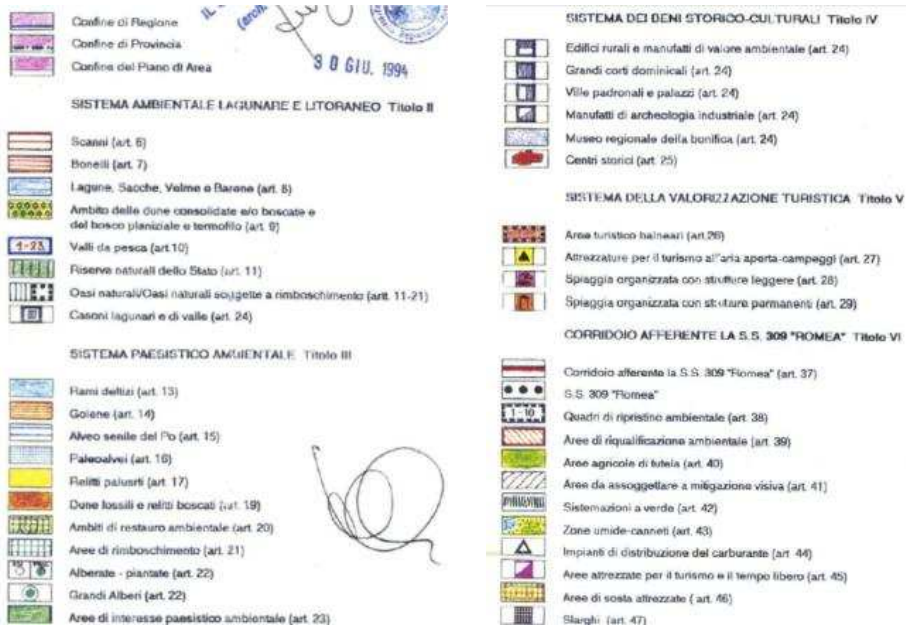 Confine di Regione
Confine di Provincia
Confine del Piano di Area
30 GIU. 1994
SISTEMA AMBIENTALE LAGUNARE E LITORANEO Titolo II
Scanni (art. 6)
Bonelli (art. 7)
Lagune, Sacche, Velme e Barene (art. 8)
Ambito delle dune consolidate e/o boscate e
del bosco planiziale e termofilo (art. 9)
1-23
Valli da pesca (art.10)
Riserve naturali dello Stato (art. 11)
Oasi naturali/Oasi naturali soggette a rimboschimento (artt. 11-21)
Casoni lagunari e di valle (art. 24)
SISTEMA PAESISTICO AMBIENTALE Titolo III
Rami deltizi (art. 13)
Golene (art. 14)
Alveo senile del Po (art. 15)
Paleoalvei (art. 16)
Relitti palustri (art. 17)
Dune fossili e relitti boscati (art. 19)
Ambiti di restauro ambientale (art. 20)
Aree di rimboschimento (art. 21)
Alberate - piantate (art. 22)
Grandi Alberi (art. 22)
Aree di interesse paesistico ambientale (art. 23)
SISTEMA DEI BENI STORICO-CULTURALI Titolo IV
Edifici rurali e manufatti di valore ambientale (art. 24)
Grandi corti dominicali (art. 24)
Ville padronali e palazzi (art. 24)
Manufatti di archeologia industriale (art. 24)
Museo regionale della bonifica (art. 24)
Centri storici (art. 25)
SISTEMA DELLA VALORIZZAZIONE TURISTICA Titolo V
Aree turistico balneari (art.26)
Attrezzature per il turismo all'aria aperta-campeggi (art. 27)
Spiaggia organizzata con strutture leggere (art. 28)
Spiaggia organizzata con strutture permanenti (art. 29)
CORRIDOIO AFFERENTE LA S.S. 309 "ROMEA" Titolo VI
Corridoio afferente la S.S. 309 "Romea" (art. 37)
S.S. 309 "Romea"
1-10
Quadri di ripristino ambientale (art. 38)
Aree di riqualificazione ambientale (art. 39)
Aree agricole di tutela (art. 40)
Aree da assoggettare a mitigazione visiva (art. 41)
Sistemazioni a verde (art. 42)
Zone umide-canneti (art. 43)
Impianti di distribuzione del carburante (art. 44)
Aree attrezzate per il turismo e il tempo libero (art. 45)
Aree di sosta attrezzate ( art. 46)
Slarghi (art. 47)